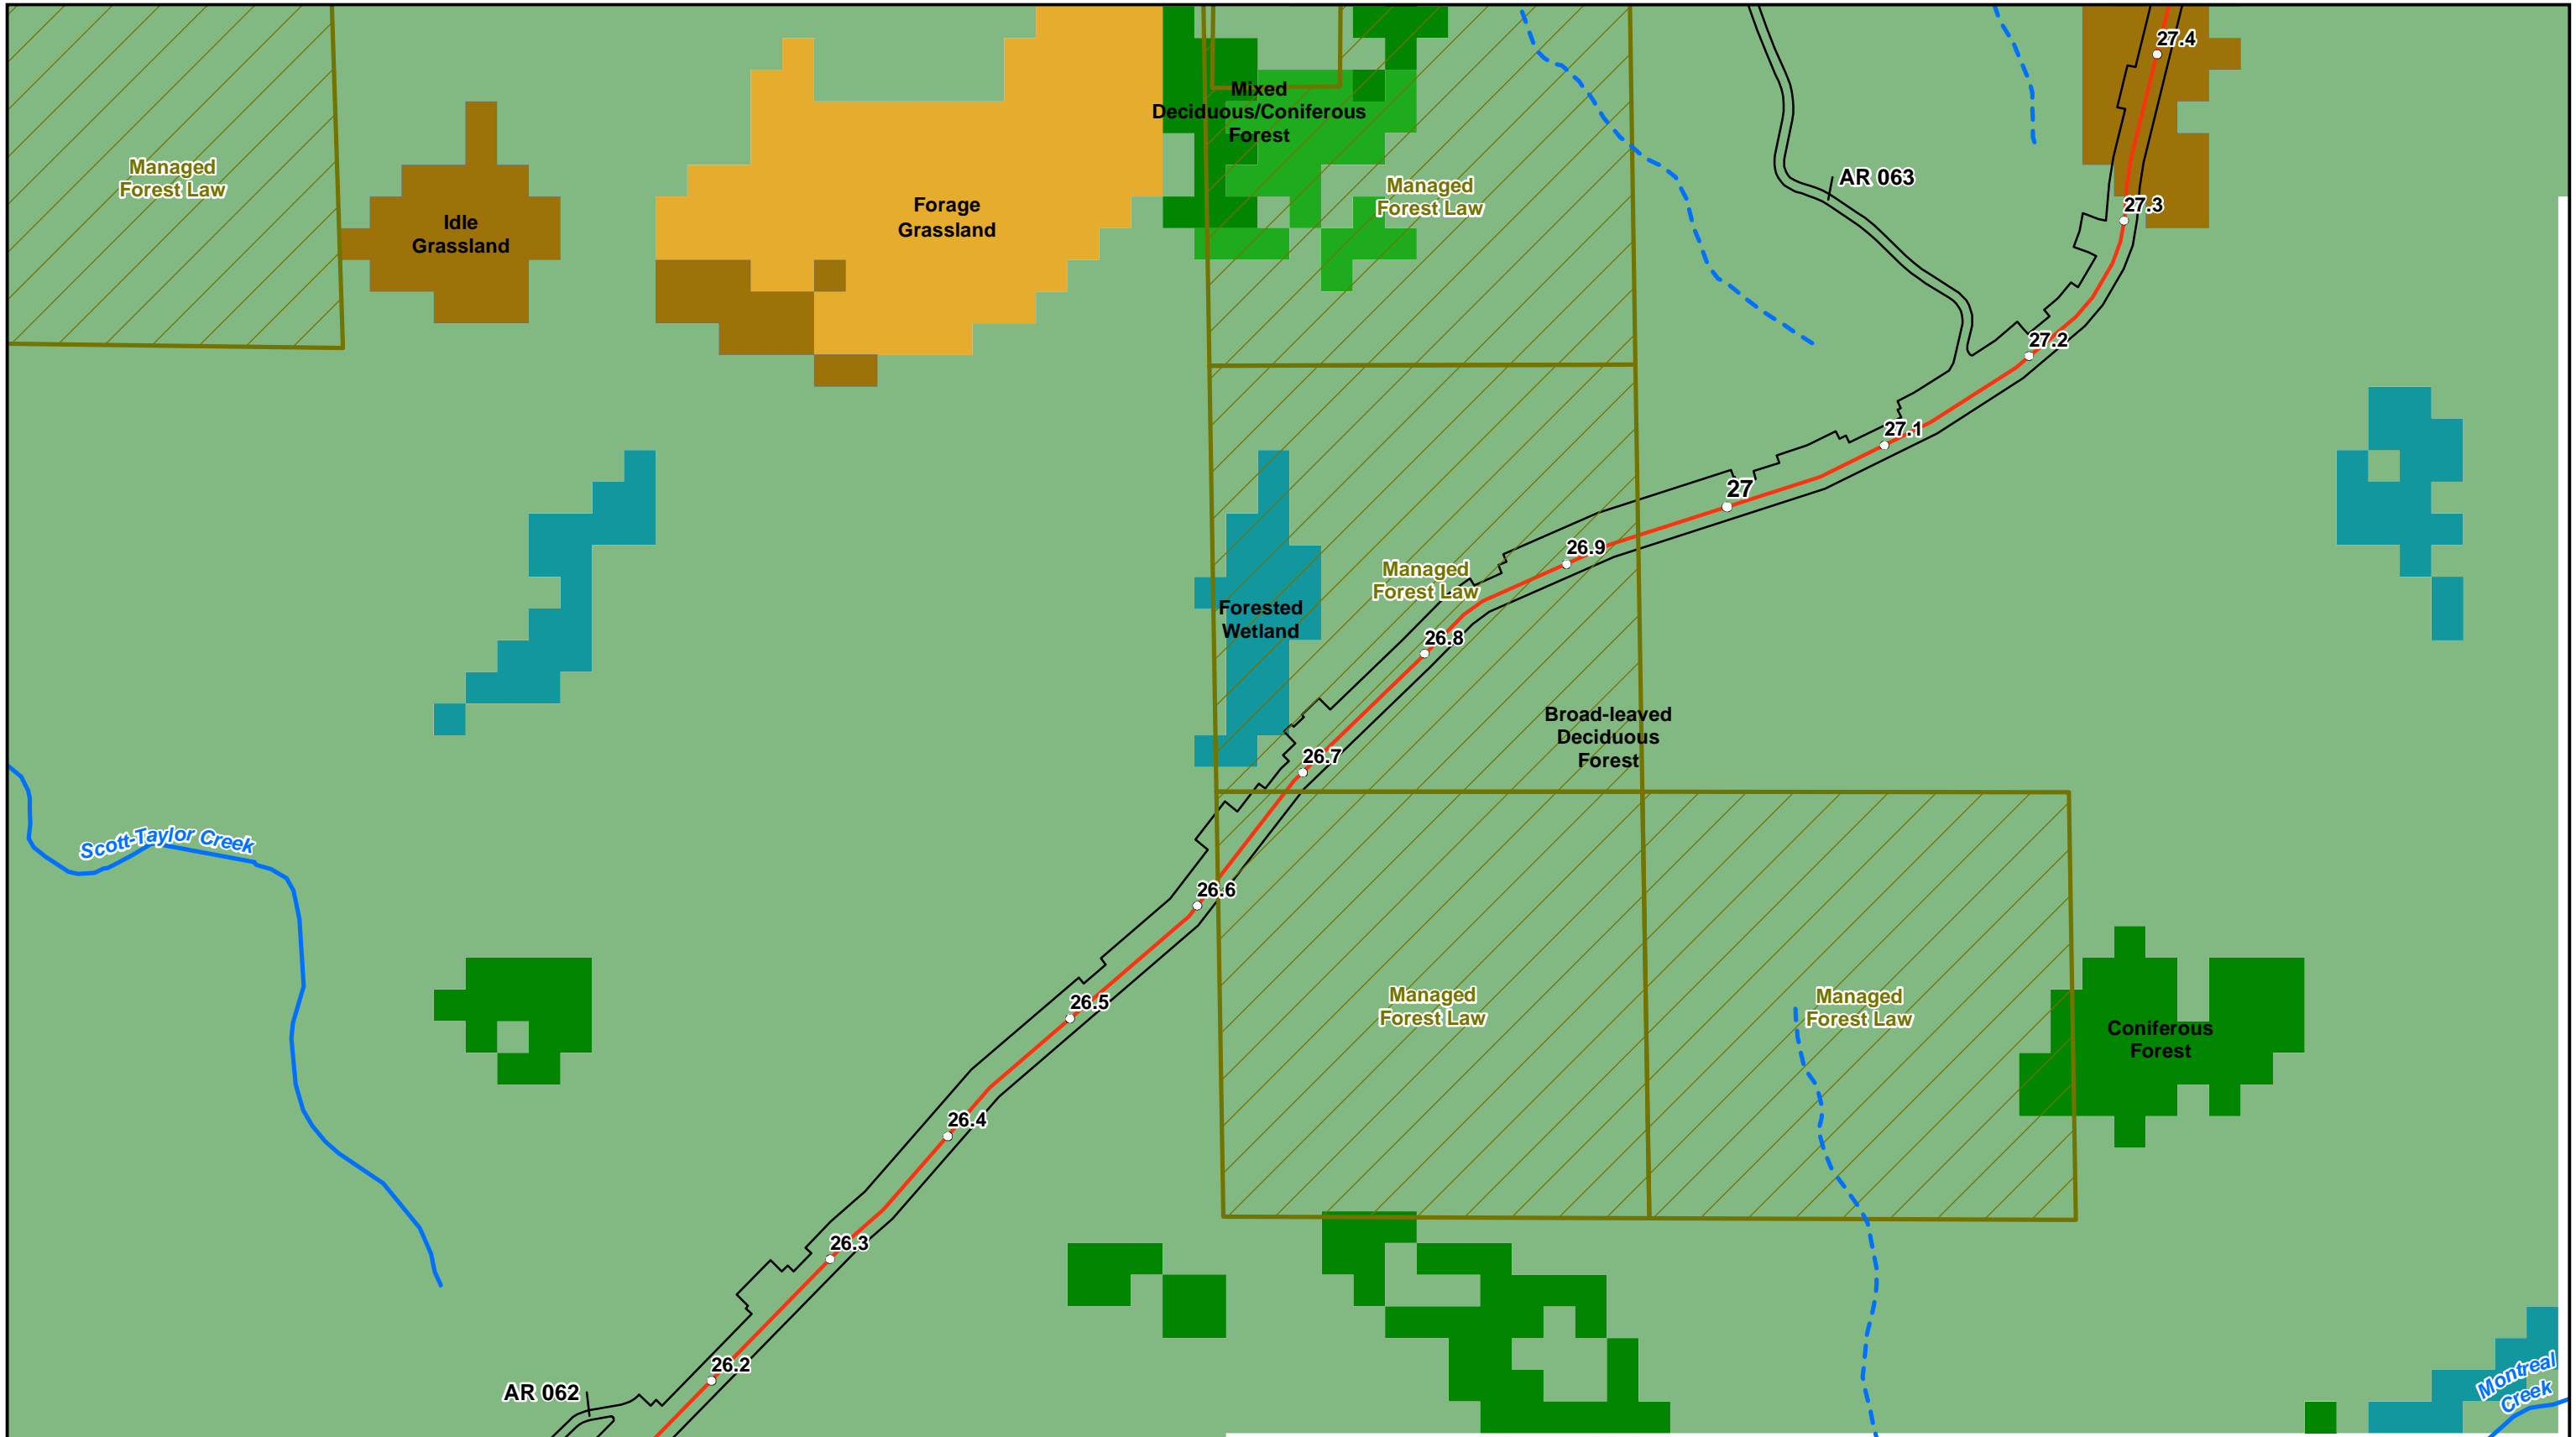 27.4
Mixed
Deciduous/Coniferous
Forest
Managed
Forest Law
Managed
Forest Law
AR 063
Idle
Grassland
Forage
Grassland
27.3
27.2
27.1
27
26.9
Managed
Forest Law
Forested
Wetland
26.8
Broad-leaved
Deciduous
Forest
26.7
Scott-Taylor Creek
26.6
26.5
Managed
Forest Law
Managed
Forest Law
Coniferous
Forest
26.4
26.3
26.2
AR 062
Montreal
Creek